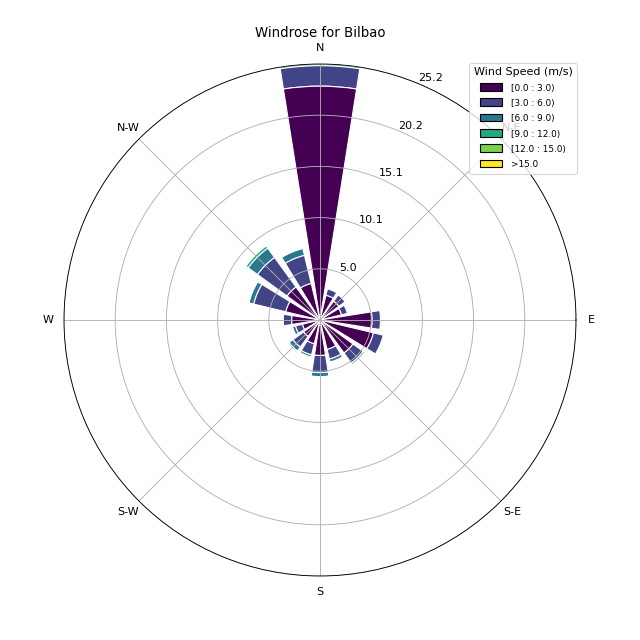 Windrose for Bilbao
N
25.2
Wind Speed (m/s)
[0.0 : 3.0)
[3.0 : 6.0)
[6.0 : 9.0)
[9.0 : 12.0)
[12.0 : 15.0)
>15.0
N-E
N-W
20.2
15.1
10.1
5.0
W
E
S-W
S-E
S